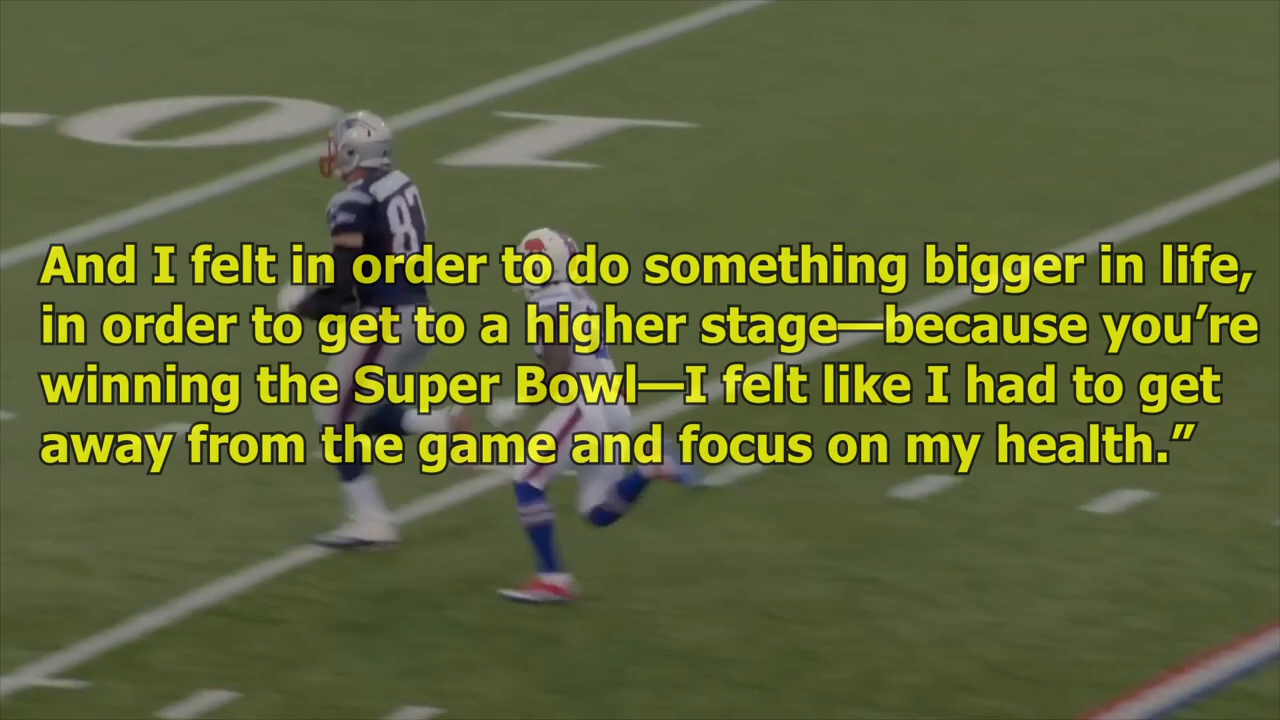 10
87
And I felt in order to do something bigger in life,
in order to get to a higher stage—because you’re
winning the Super Bowl—I felt like I had to get
away from the game and focus on my health.”